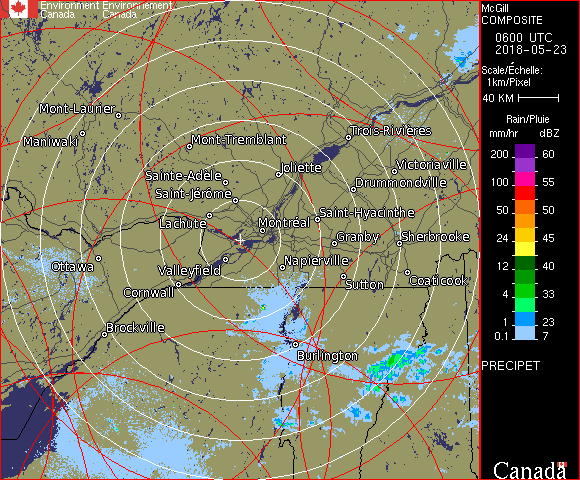 Environment Environnement
Canada Canada
McGill
COMPOSITE
0600 UTC
2018-05-23
Scale/Échelle:
1km/Pixel
40 KM
Rain/Pluie
mm/hr dBZ
200 60
100 55
50 50
24 45
12 40
4 33
1 23
0.1 7
PRECIPET
Canada
Mont-Laurier
Maniwaki
Mont-Tremblant
Trois-Rivières
Sainte-Adèle
Joliette
Victoriaville
Saint-Jérôme
Drummondville
Lachute
Montréal
Saint-Hyacinthe
Granby
Sherbrooke
Ottawa
Valleyfield
Napierville
Cornwall
Sutton
Coaticook
Brockville
Burlington